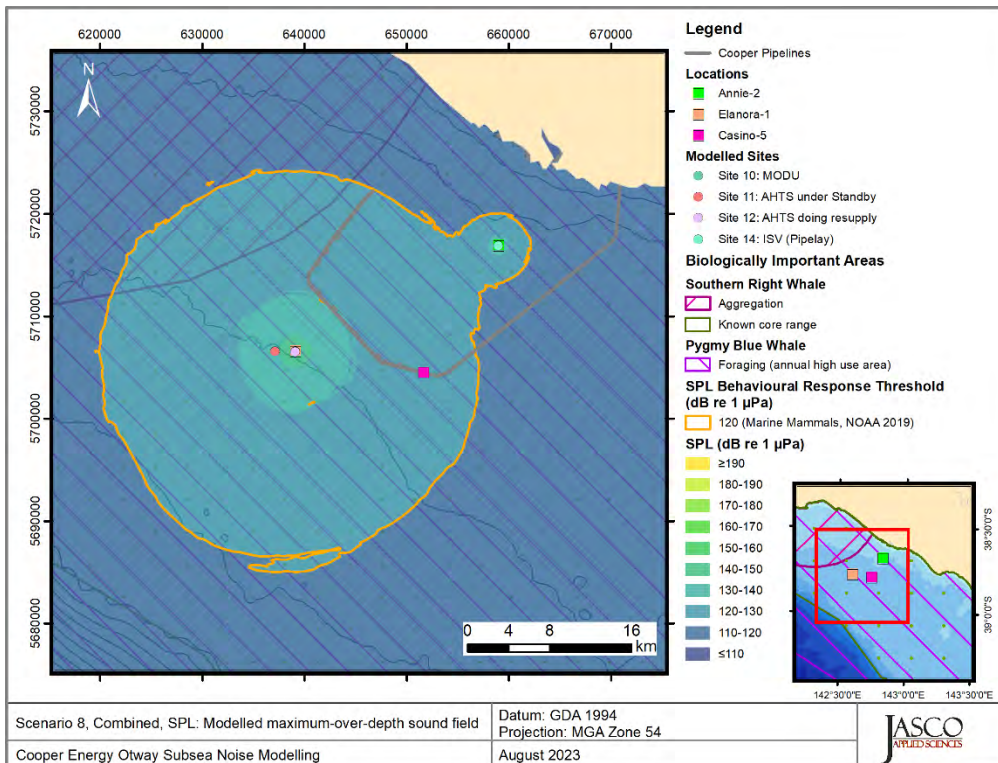 620000 630000 640000 650000 660000 670000
5730000
5720000
5710000
5700000
5690000
5680000
N
0 4 8 16
km
Legend
Cooper Pipelines
Locations
Annie-2
Elanora-1
Casino-5
Modelled Sites
Site 10: MODU
Site 11: AHTS under Standby
Site 12: AHTS doing resupply
Site 14: ISV (Pipelay)
Biologically Important Areas
Southern Right Whale
Aggregation
Known core range
Pygmy Blue Whale
Foraging (annual high use area)
SPL Behavioural Response Threshold
(dB re 1 µPa)
120 (Marine Mammals, NOAA 2019)
SPL (dB re 1 µPa)
≥190
180-190
170-180
160-170
150-160
140-150
130-140
120-130
110-120
≤110
38°30'0"S
39°0'0"S
142°30'0"E 143°0'0"E 143°30'0"E
Scenario 8, Combined, SPL: Modelled maximum-over-depth sound field
Datum: GDA 1994
Projection: MGA Zone 54
Cooper Energy Otway Subsea Noise Modelling
August 2023
JASCO
APPLIED SCIENCES